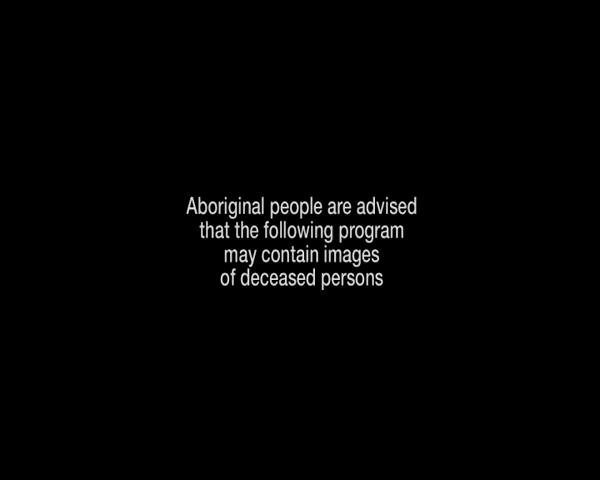 Aboriginal people are advised
that the following program
may contain images
of deceased persons